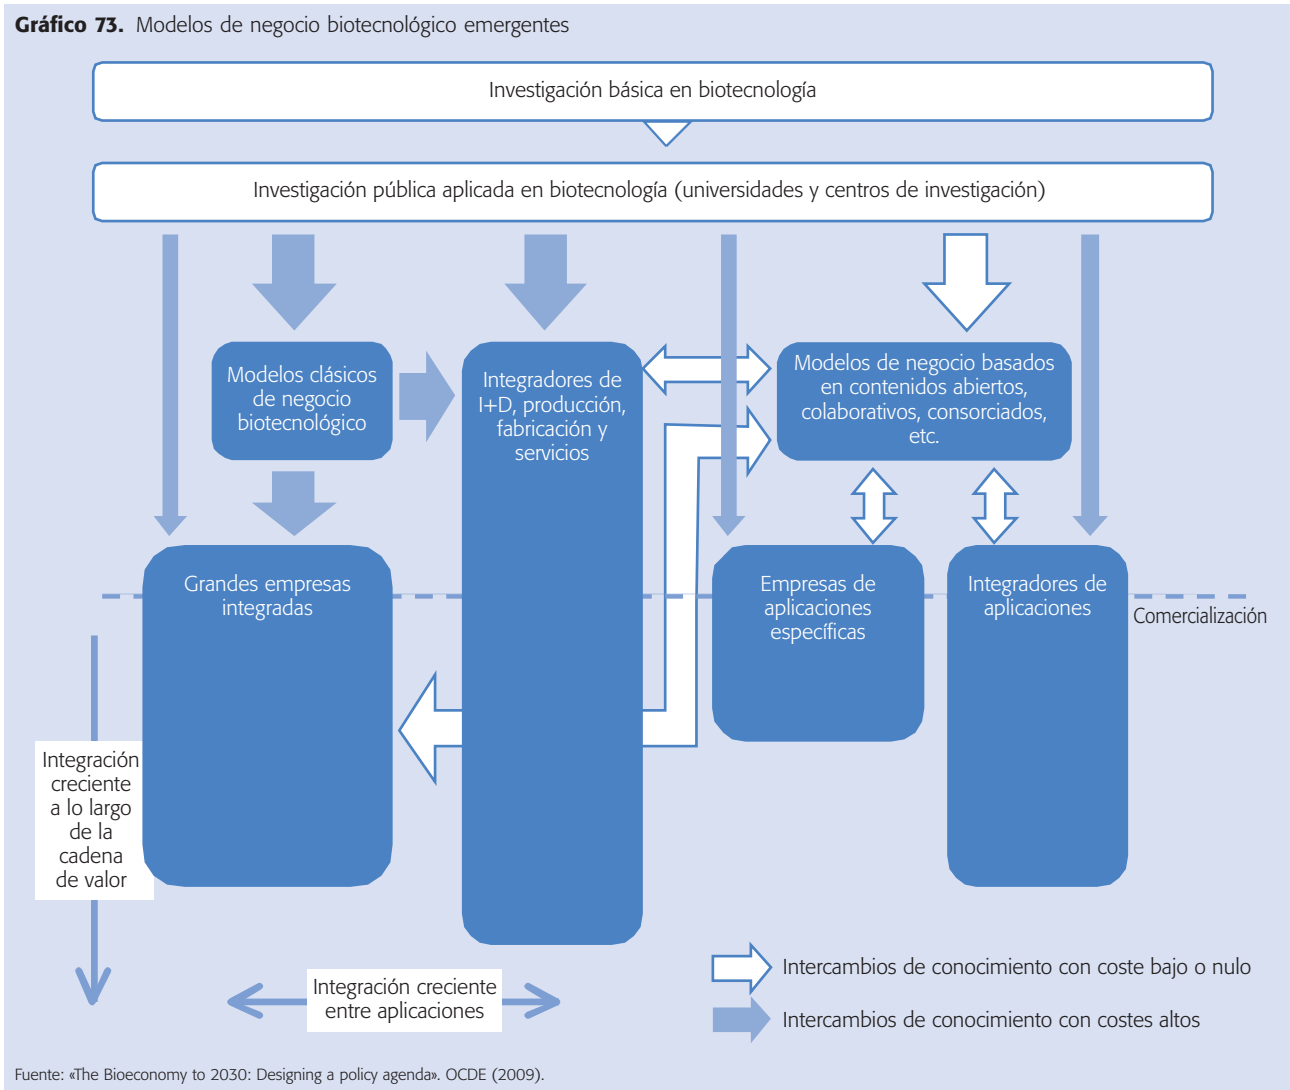 Gráfico 73. Modelos de negocio biotecnológico emergentes
Investigación básica en biotecnología
Investigación pública aplicada en biotecnología (universidades y centros de investigación)
Modelos clásicos
de negocio
biotecnológico
Integradores de
I+D, producción,
fabricación y
servicios
Modelos de negocio basados
en contenidos abiertos,
colaborativos, consorciados,
etc.
Grandes empresas
integradas
Empresas de
aplicaciones
específicas
Integradores de
aplicaciones
Comercialización
Integración
creciente
a lo largo
de la
cadena
de valor
Integración creciente
entre aplicaciones
Intercambios de conocimiento con coste bajo o nulo
Intercambios de conocimiento con costes altos
Fuente: «The Bioeconomy to 2030: Designing a policy agenda». OCDE (2009).